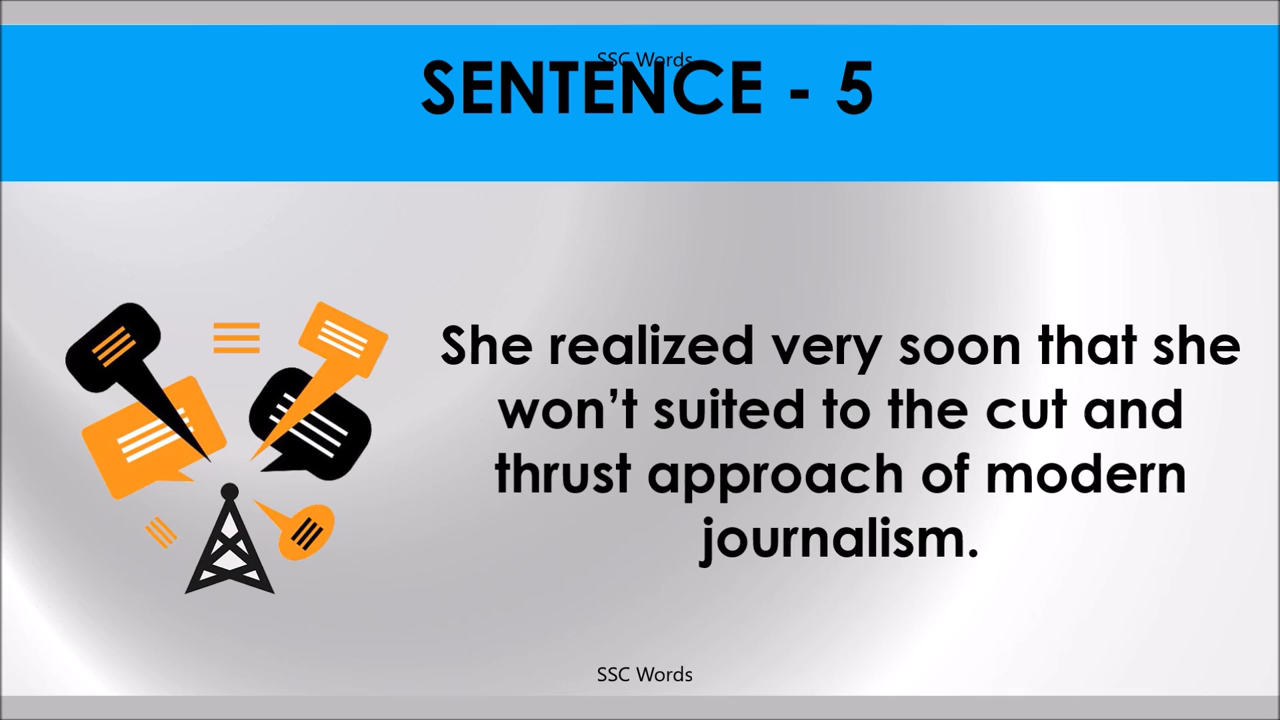 SSC Words
SENTENCE - 5
She realized very soon that she
won’t suited to the cut and
thrust approach of modern
journalism.
SSC Words